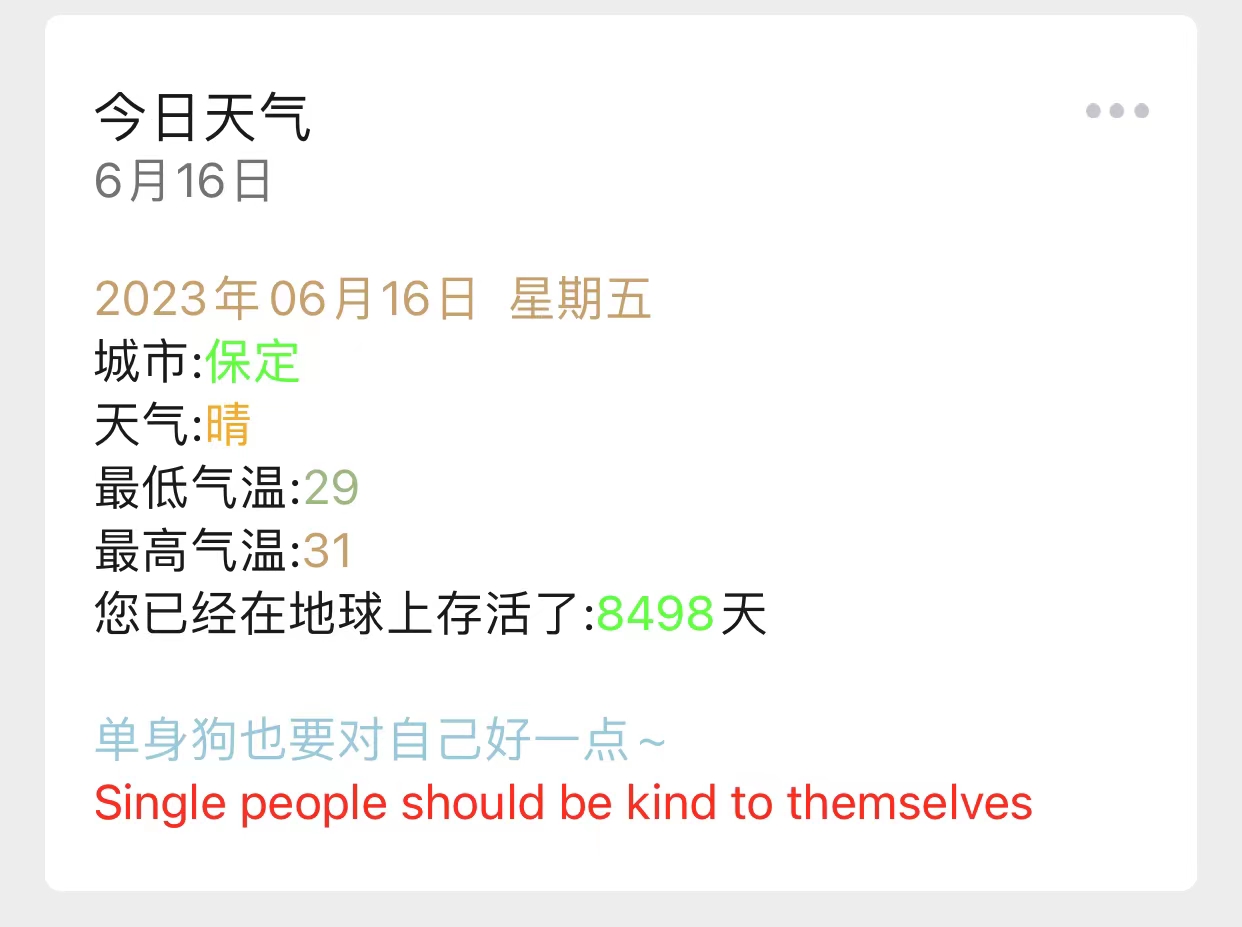 今日天气
6月16日
2023年06月16日 星期五
城市:保定
天气:晴
最低气温:29
最高气温:31
您已经在地球上存活了:8498天
单身狗也要对自己好一点~
Single people should be kind to themselves